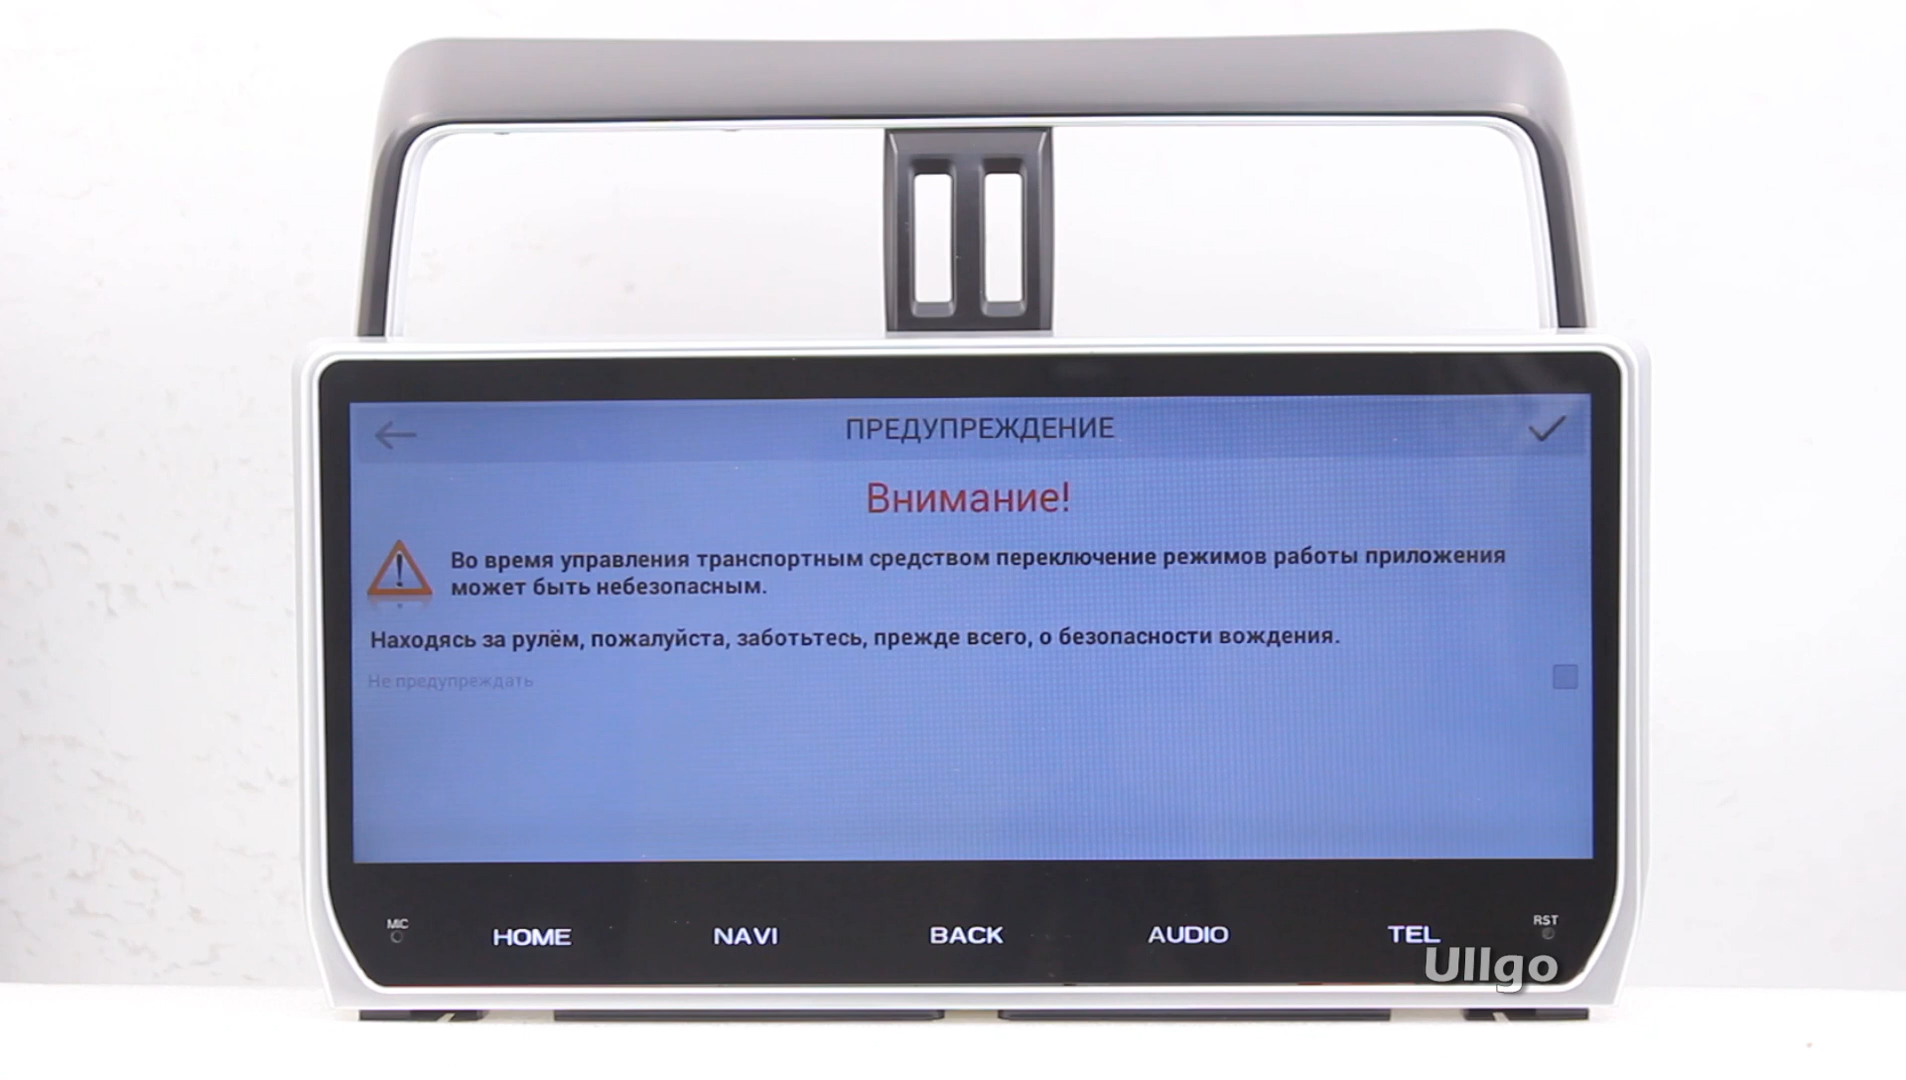 ПРЕДУПРЕЖДЕНИЕ
Внимание!
Во время управления транспортным средством переключение режимов работы приложения
может быть небезопасным.
Находясь за рулём, пожалуйста, заботьтесь, прежде всего, о безопасности вождения.
Не предупреждать
MIC
HOME
NAVI
BACK
AUDIO
TEL
RST
Ullgo